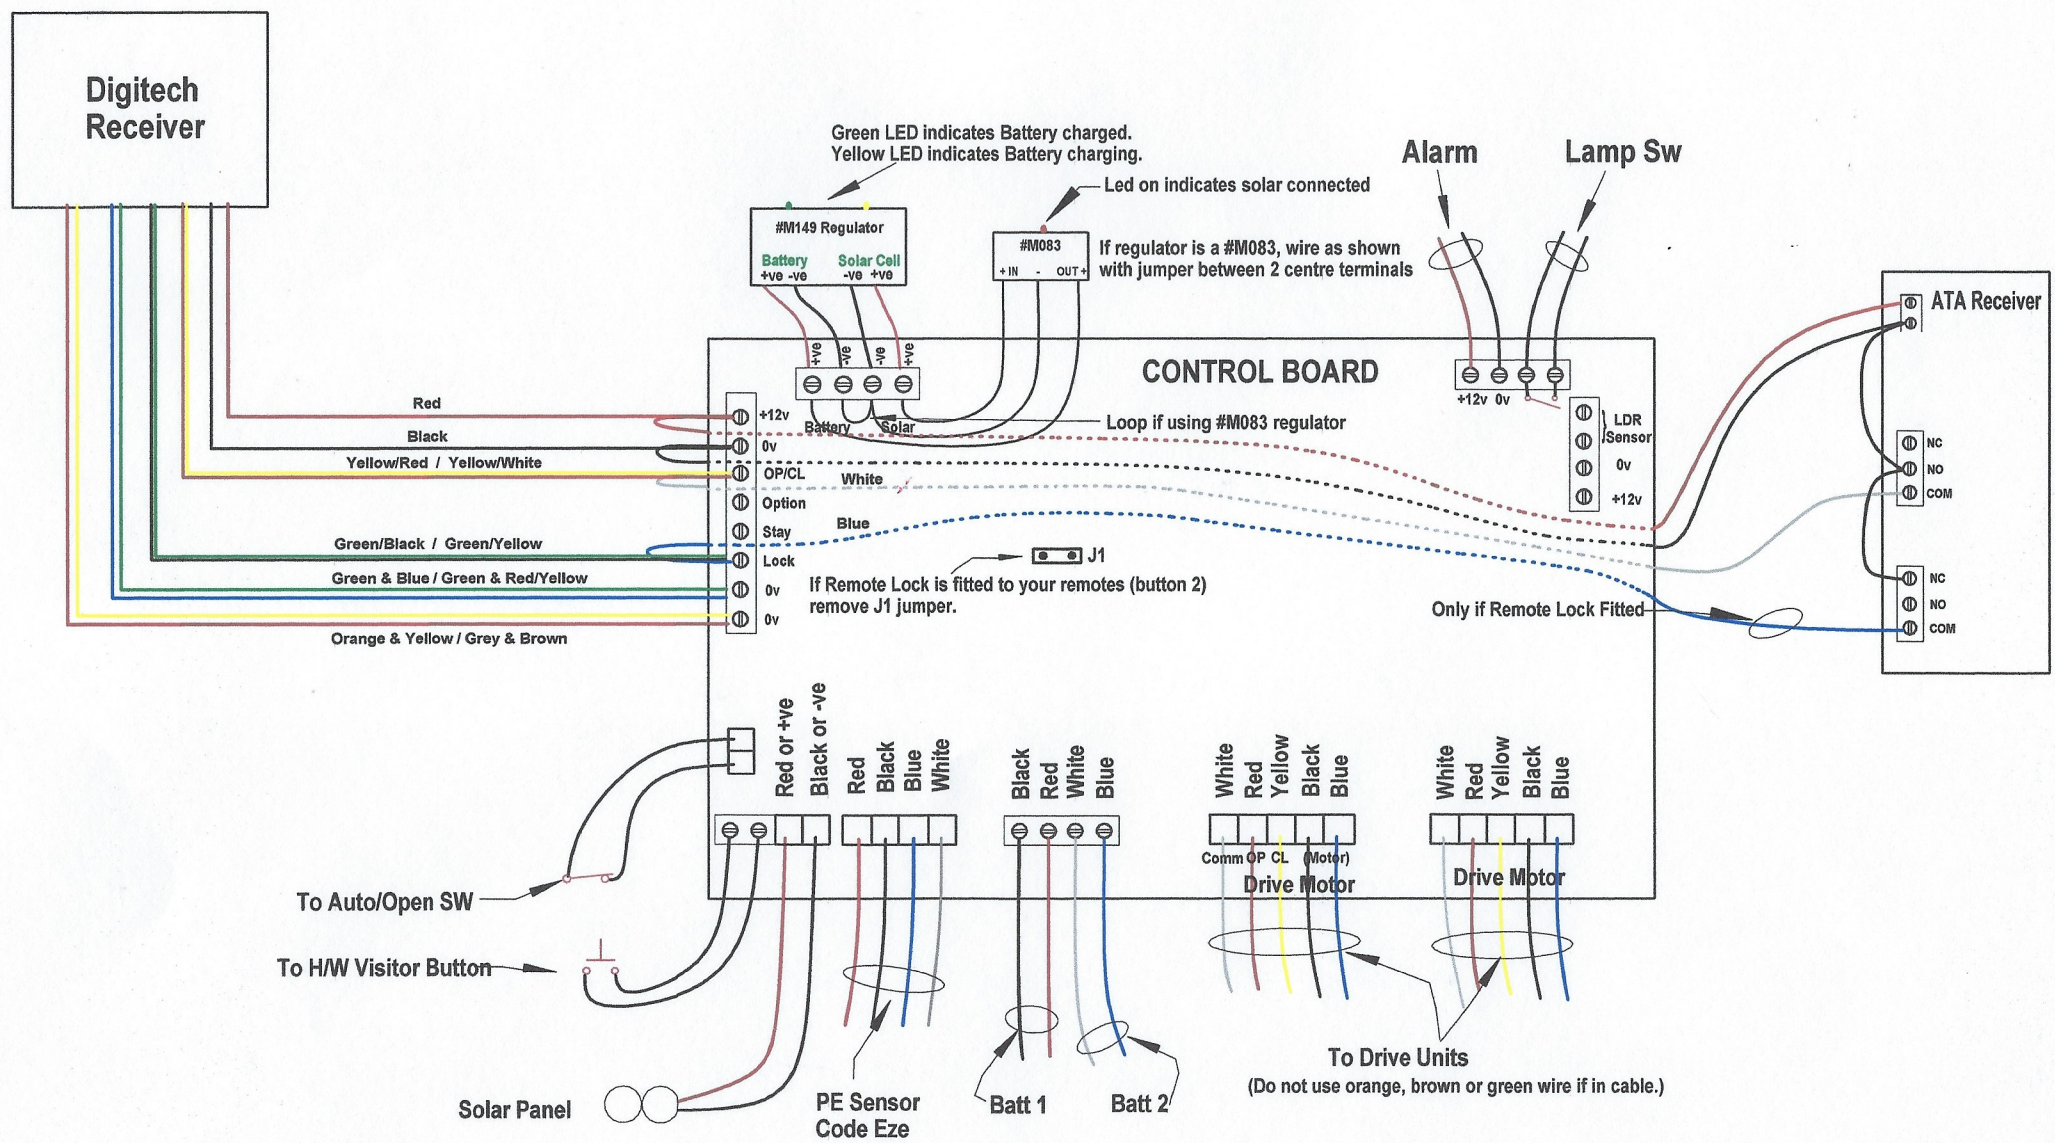 Digitech
Receiver
Green LED indicates Battery charged.
Yellow LED indicates Battery charging.
Led on indicates solar connected
#M149 Regulator
Battery
Solar Cell
+ve -ve
-ve +ve
#M083
+ IN - OUT +
If regulator is a #M083, wire as shown
with jumper between 2 centre terminals
Alarm
Lamp Sw
ATA Receiver
CONTROL BOARD
+ve
-ve
-ve
+ve
Battery
Solar
Loop if using #M083 regulator
+12v 0v
LDR
Sensor
0v
+12v
Red
Black
Yellow/Red / Yellow/White
Green/Black / Green/Yellow
Green & Blue / Green & Red/Yellow
Orange & Yellow / Grey & Brown
+12v
0v
OP/CL
Option
Stay
Lock
0v
0v
White
Blue
J1
If Remote Lock is fitted to your remotes (button 2)
remove J1 jumper.
Only if Remote Lock Fitted
NC
NO
COM
NC
NO
COM
Red or +ve
Black or -ve
Red
Black
Blue
White
Black
Red
White
Blue
White
Red
Yellow
Black
Blue
White
Red
Yellow
Black
Blue
Comm OP CL (Motor)
Drive Motor
Drive Motor
To Auto/Open SW
To H/W Visitor Button
Solar Panel
PE Sensor
Code Eze
Batt 1
Batt 2
To Drive Units
(Do not use orange, brown or green wire if in cable.)